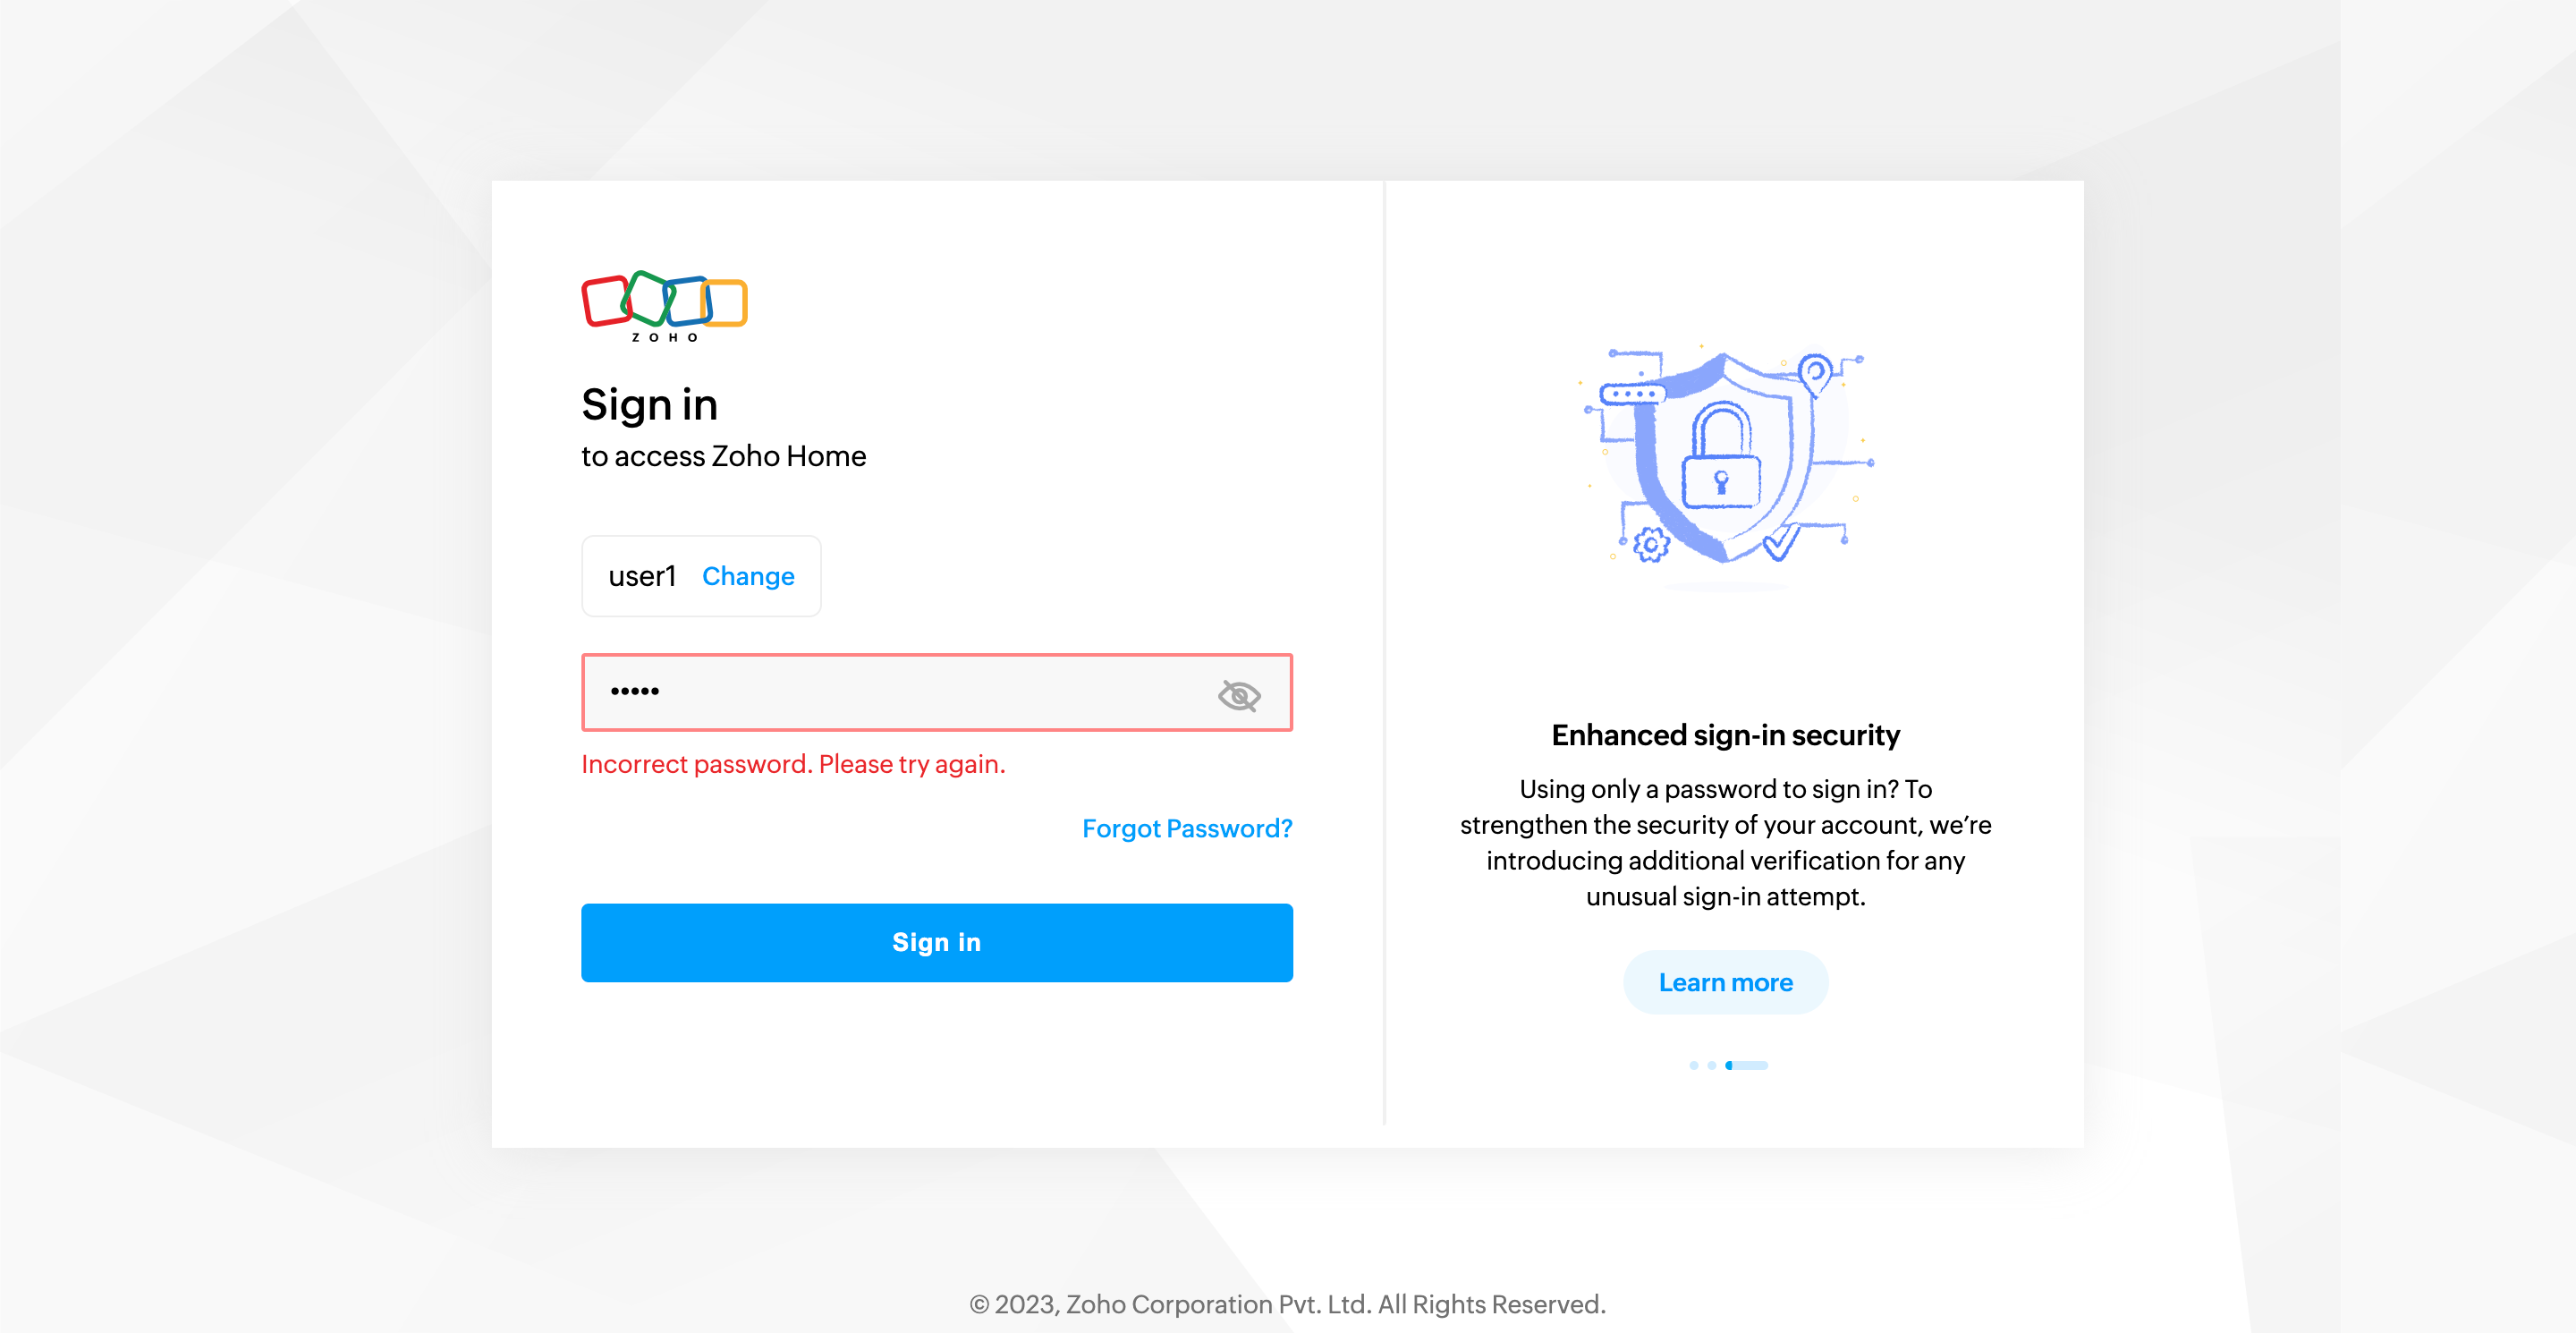 ZOHO
Sign in
to access Zoho Home
user1 Change
•••••
Incorrect password. Please try again.
Forgot Password?
Sign in
Enhanced sign-in security
Using only a password to sign in? To
strengthen the security of your account, we’re
introducing additional verification for any
unusual sign-in attempt.
Learn more
© 2023, Zoho Corporation Pvt. Ltd. All Rights Reserved.